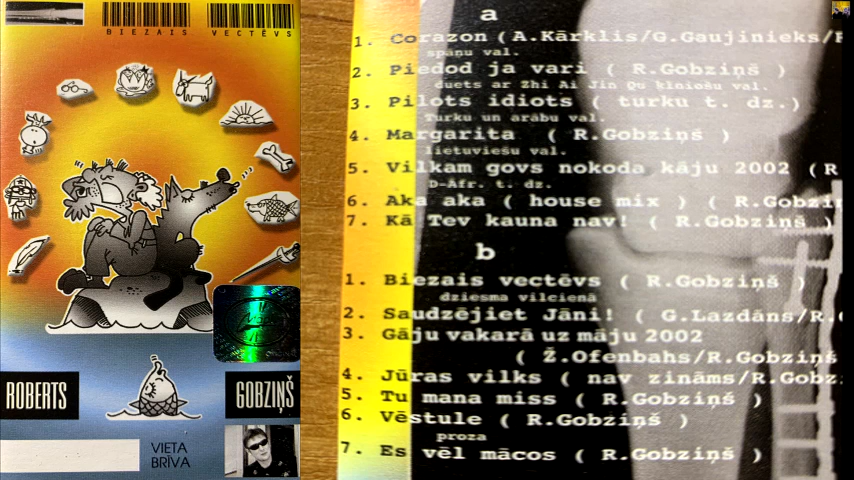 BIEZAIS VECTĒVS
ROBERTS
GOBZIŅŠ
VIETA
BRĪVA
a
1. Corazon (A.Kārklis/G.Gaujinieks/
spaņu val.
2. Piedod ja vari ( R.Gobziņš )
duets ar Zhi Ai Jin Qu ķīniešu val.
3. Pilots idiots ( turku t. dz.)
Turku un arābu val.
4. Margarita ( R.Gobziņš )
lietuviešu val.
5. Vilkam govs nokoda kāju 2002 (R
D-Āfr. t. dz.
6. Aka aka ( house mix ) ( R.Gobzi
7. Kā Tev kauna nav! ( R.Gobziņš )
b
1. Biezais vectēvs ( R.Gobziņš )
dziesma vilcienā
2. Saudzējiet Jāni! ( G.Lazdāns/R.
3. Gāju vakarā uz māju 2002
( Ž.Ofenbahs/R.Gobziņš
4. Jūras vilks ( nav zināms/R.Gobz
5. Tu mana miss ( R.Gobziņš )
6. Vēstule ( R.Gobziņš )
proza
7. Es vēl mācos ( R.Gobziņš )